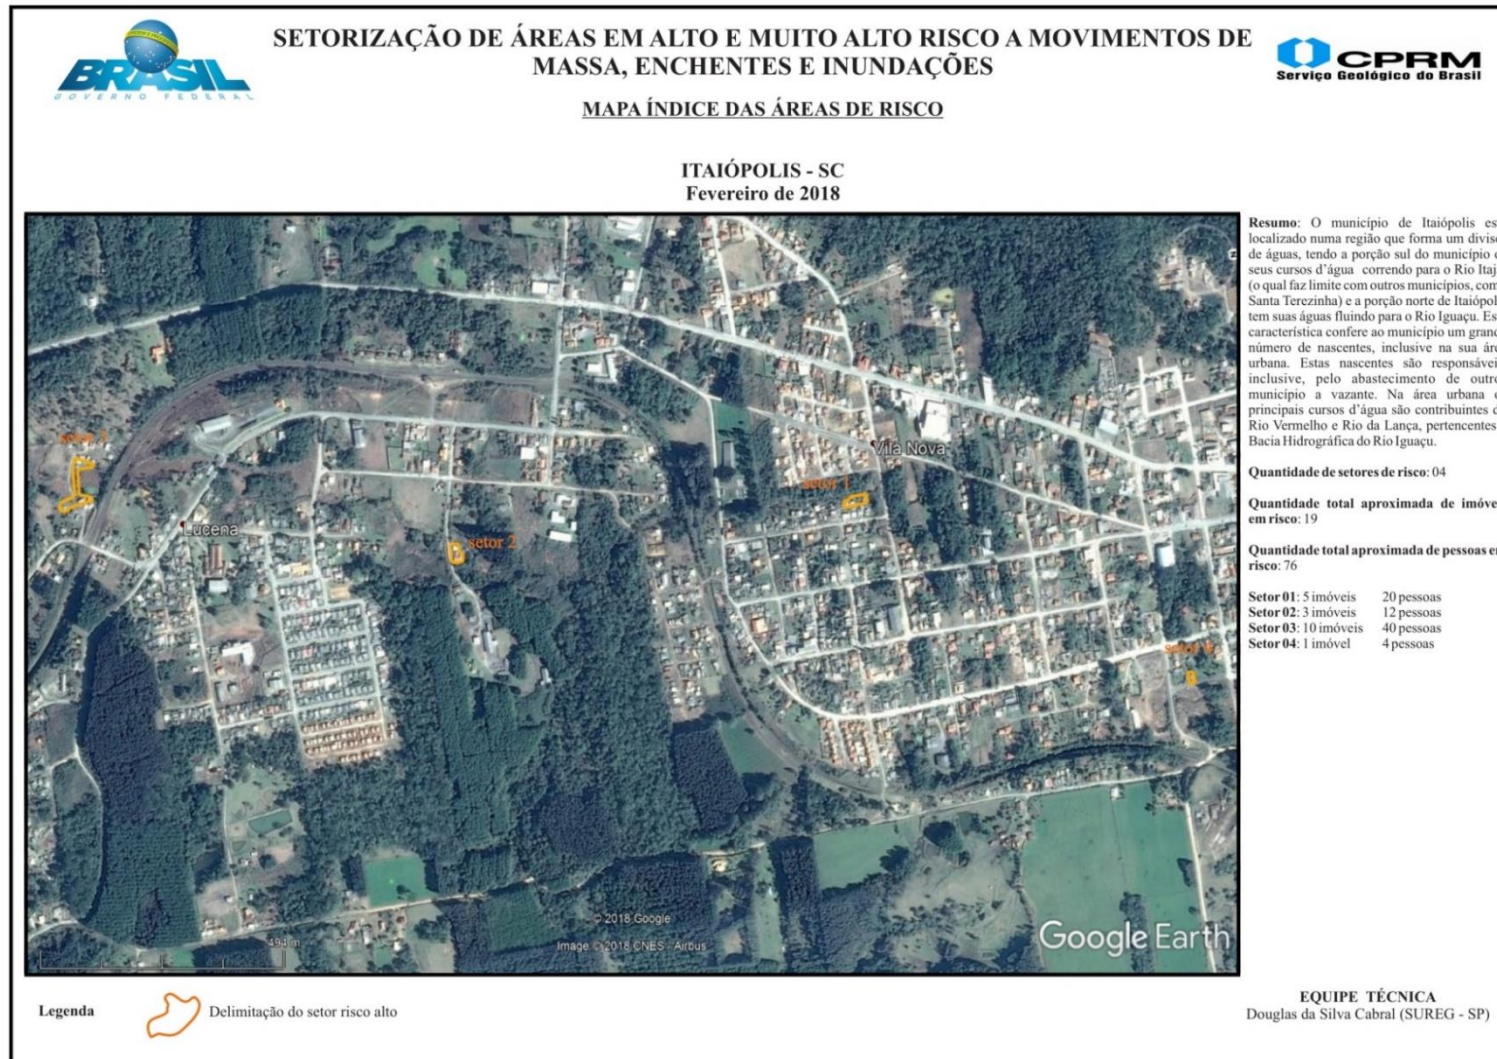 BRASIL
GOVERNO FEDERAL
SETORIZAÇÃO DE ÁREAS EM ALTO E MUITO ALTO RISCO A MOVIMENTOS DE
MASSA, ENCHENTES E INUNDAÇÕES
MAPA ÍNDICE DAS ÁREAS DE RISCO
CPRM
Serviço Geológico do Brasil
ITAIÓPOLIS - SC
Fevereiro de 2018
setor 3
Lucena
setor 2
Vila Nova
setor 1
setor 4
494 m
© 2018 Google
Image © 2018 CNES - Airbus
Google Earth
Resumo: O município de Itaiópolis es
localizado numa região que forma um diviso
de águas, tendo a porção sul do município
seus cursos d’água correndo para o Rio Itaj
(o qual faz limite com outros municípios, com
Santa Terezinha) e a porção norte de Itaiópol
tem suas águas fluindo para o Rio Iguaçu. Es
característica confere ao município um grand
número de nascentes, inclusive na sua áre
urbana. Estas nascentes são responsávei
inclusive, pelo abastecimento de outro
município a vazante. Na área urbana
principais cursos d’água são contribuintes d
Rio Vermelho e Rio da Lança, pertencentes
Bacia Hidrográfica do Rio Iguaçu.
Quantidade de setores de risco: 04
Quantidade total aproximada de imóve
em risco: 19
Quantidade total aproximada de pessoas e
risco: 76
Setor 01: 5 imóveis 20 pessoas
Setor 02: 3 imóveis 12 pessoas
Setor 03: 10 imóveis 40 pessoas
Setor 04: 1 imóvel 4 pessoas
Legenda
Delimitação do setor risco alto
EQUIPE TÉCNICA
Douglas da Silva Cabral (SUREG - SP)